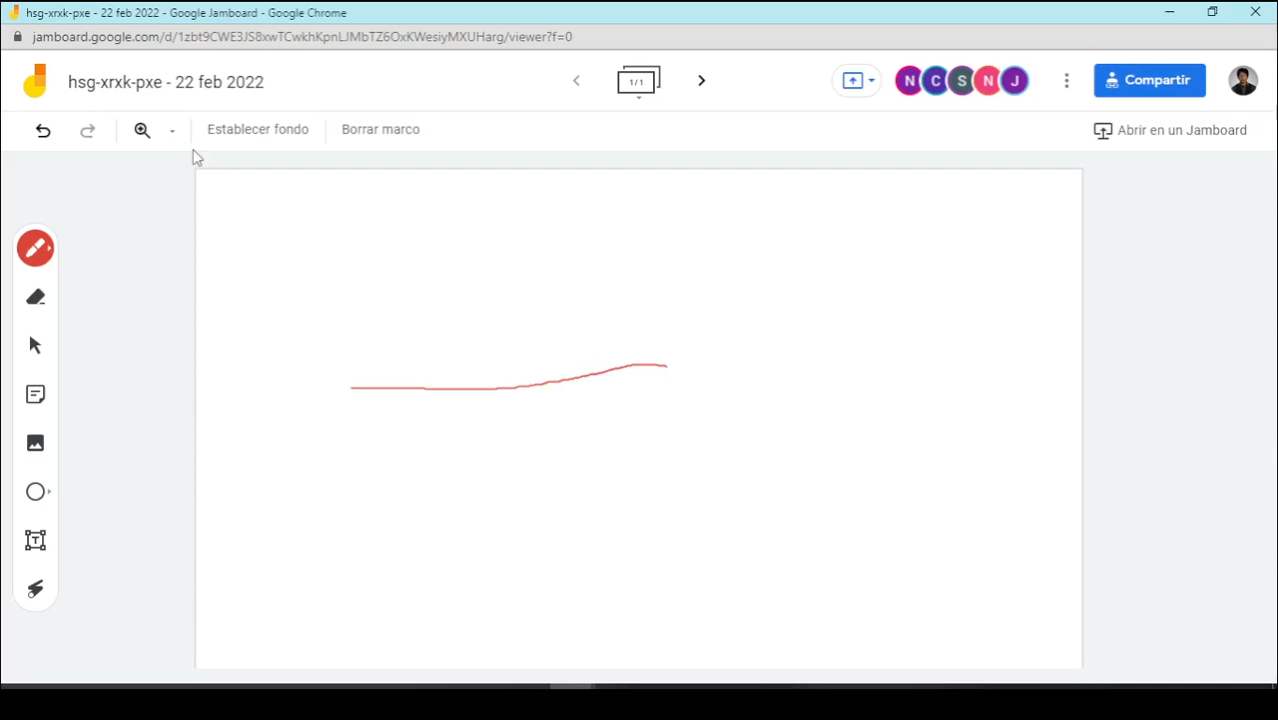 hsg-xrxk-pxe - 22 feb 2022 - Google Jamboard - Google Chrome
jamboard.google.com/d/1zbt9CWE3JS8xwTCwkhKpnLJMbTZ6OxKWesiyMXUHarg/viewer?f=0
hsg-xrxk-pxe - 22 feb 2022
1/1
N C S N J
Compartir
Establecer fondo
Borrar marco
Abrir en un Jamboard
T